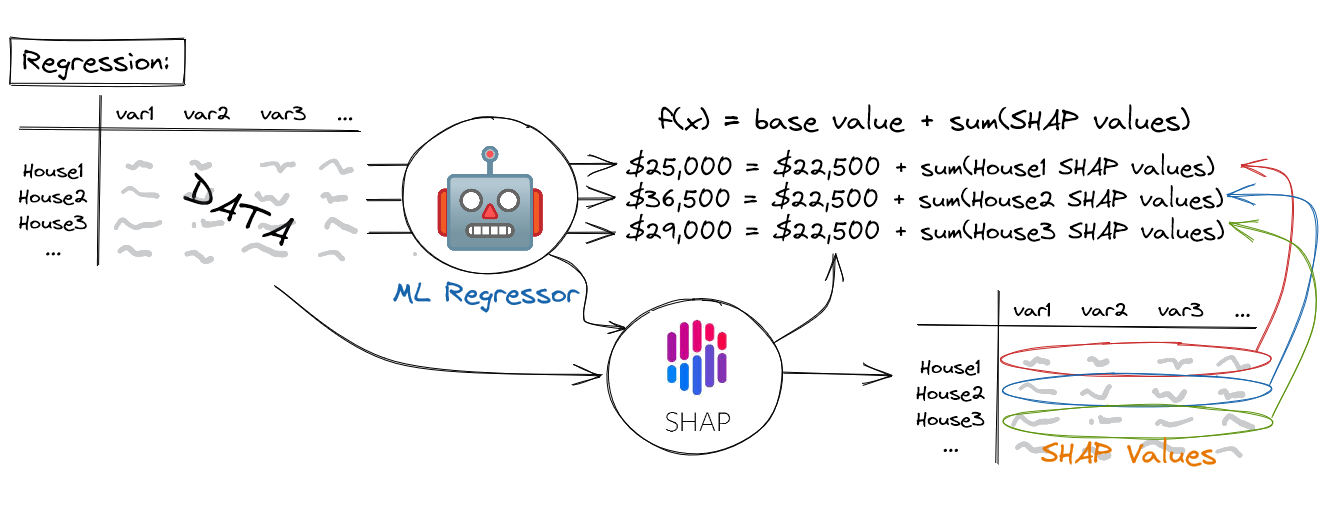 Regression:
var1 var2 var3 ...
House1
House2
House3
...
DATA
ML Regressor
f(x) = base value + sum(SHAP values)
$25,000 = $22,500 + sum(House1 SHAP values)
$36,500 = $22,500 + sum(House2 SHAP values)
$29,000 = $22,500 + sum(House3 SHAP values)
SHAP
var1 var2 var3 ...
House1
House2
House3
...
SHAP Values